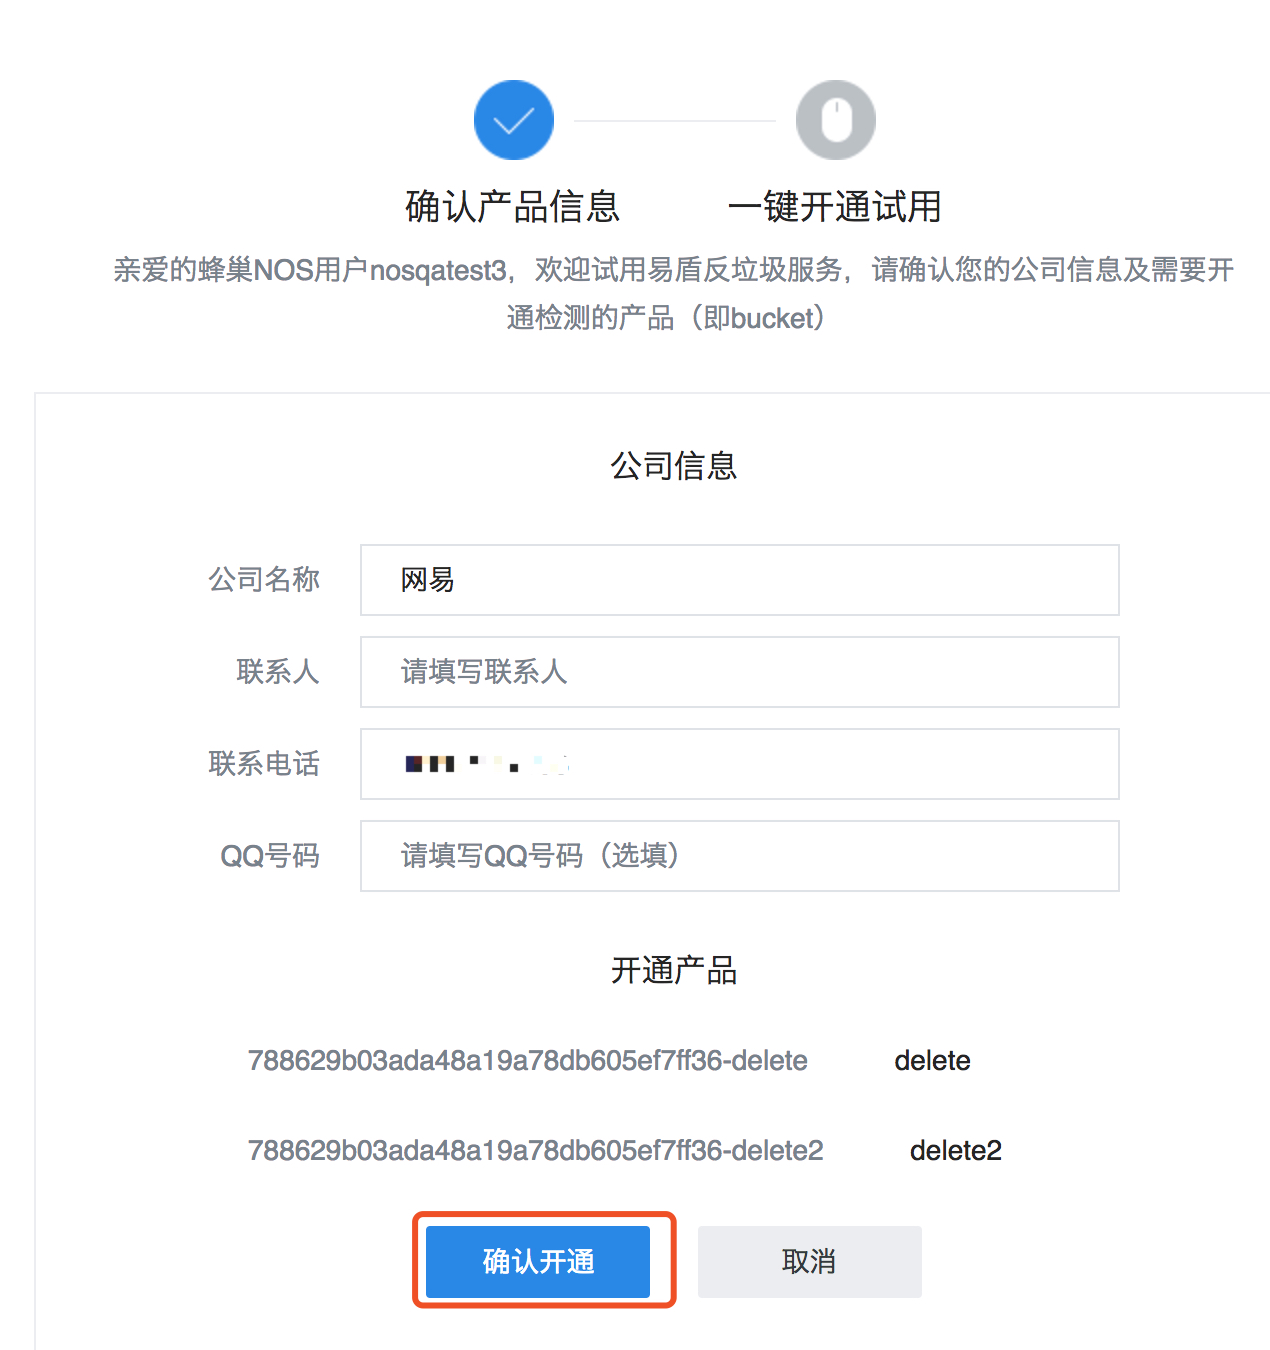 确认产品信息 一键开通试用
亲爱的蜂巢NOS用户nosqatest3，欢迎试用易盾反垃圾服务，请确认您的公司信息及需要开
通检测的产品（即bucket）
公司信息
公司名称 网易
联系人 请填写联系人
联系电话
QQ号码 请填写QQ号码（选填）
开通产品
788629b03ada48a19a78db605ef7ff36-delete delete
788629b03ada48a19a78db605ef7ff36-delete2 delete2
确认开通 取消